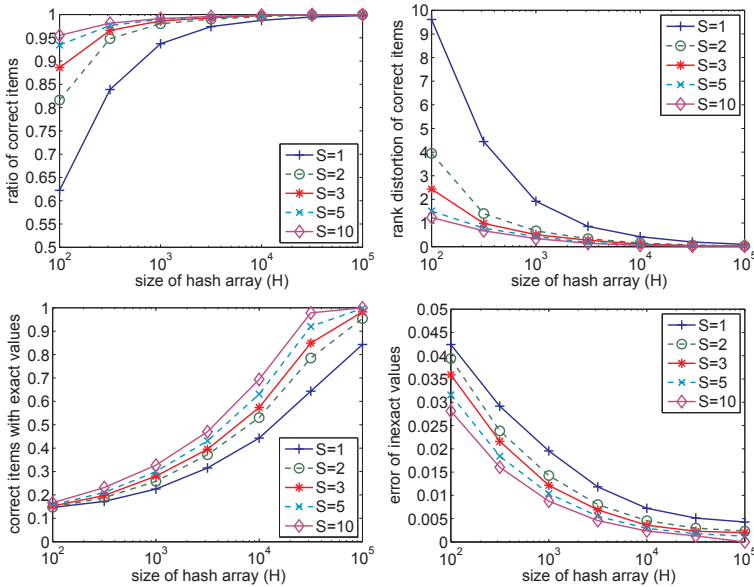 1
0.95
0.9
0.85
0.8
0.75
0.7
0.65
0.6
0.55
0.5
ratio of correct items
S=1
S=2
S=3
S=5
S=10
10^2 10^3 10^4 10^5
size of hash array (H)
10
9
8
7
6
5
4
3
2
1
0
rank distortion of correct items
S=1
S=2
S=3
S=5
S=10
10^2 10^3 10^4 10^5
size of hash array (H)
1
0.9
0.8
0.7
0.6
0.5
0.4
0.3
0.2
0.1
0
correct items with exact values
S=1
S=2
S=3
S=5
S=10
10^2 10^3 10^4 10^5
size of hash array (H)
0.05
0.045
0.04
0.035
0.03
0.025
0.02
0.015
0.01
0.005
0
error of inexact values
S=1
S=2
S=3
S=5
S=10
10^2 10^3 10^4 10^5
size of hash array (H)